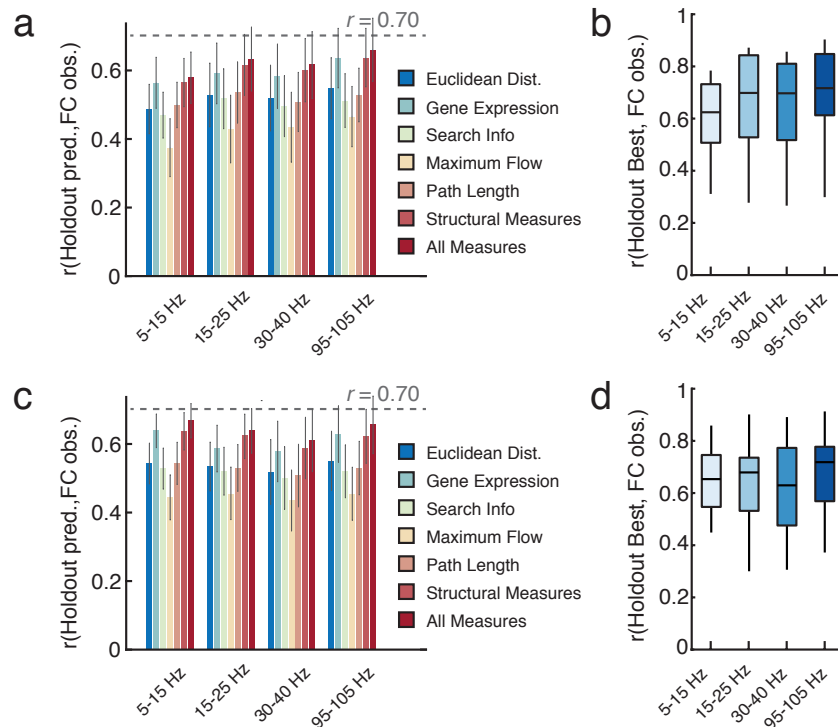 a
r = 0.70
r(Holdout pred.,FC obs.)
0.6
0.4
0.2
0
Euclidean Dist.
Gene Expression
Search Info
Maximum Flow
Path Length
Structural Measures
All Measures
5-15 Hz
15-25 Hz
30-40 Hz
95-105 Hz
b
r(Holdout Best, FC obs.)
1
0.8
0.6
0.4
0.2
0
5-15 Hz
15-25 Hz
30-40 Hz
95-105 Hz
c
r = 0.70
r(Holdout pred.,FC obs.)
0.6
0.4
0.2
0
Euclidean Dist.
Gene Expression
Search Info
Maximum Flow
Path Length
Structural Measures
All Measures
5-15 Hz
15-25 Hz
30-40 Hz
95-105 Hz
d
r(Holdout Best, FC obs.)
1
0.8
0.6
0.4
0.2
0
5-15 Hz
15-25 Hz
30-40 Hz
95-105 Hz